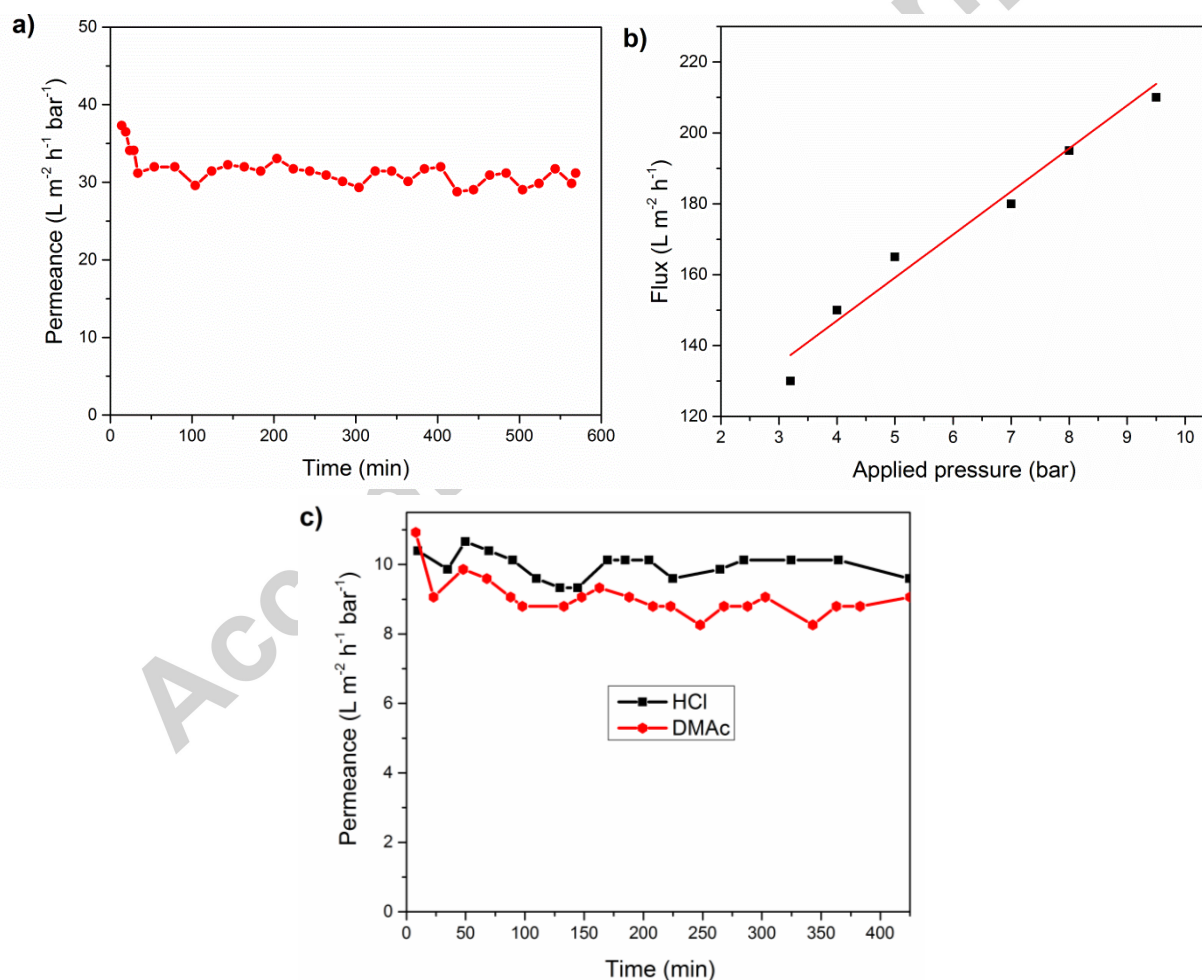 a)
50
40
30
20
10
0
0 100 200 300 400 500 600
Permeance (L m⁻² h⁻¹ bar⁻¹)
Time (min)
b)
220
200
180
160
140
120
2 3 4 5 6 7 8 9 10
Flux (L m⁻² h⁻¹)
Applied pressure (bar)
c)
10
8
6
4
2
0
0 50 100 150 200 250 300 350 400
Permeance (L m⁻² h⁻¹ bar⁻¹)
HCl
DMAc
Time (min)
Acc